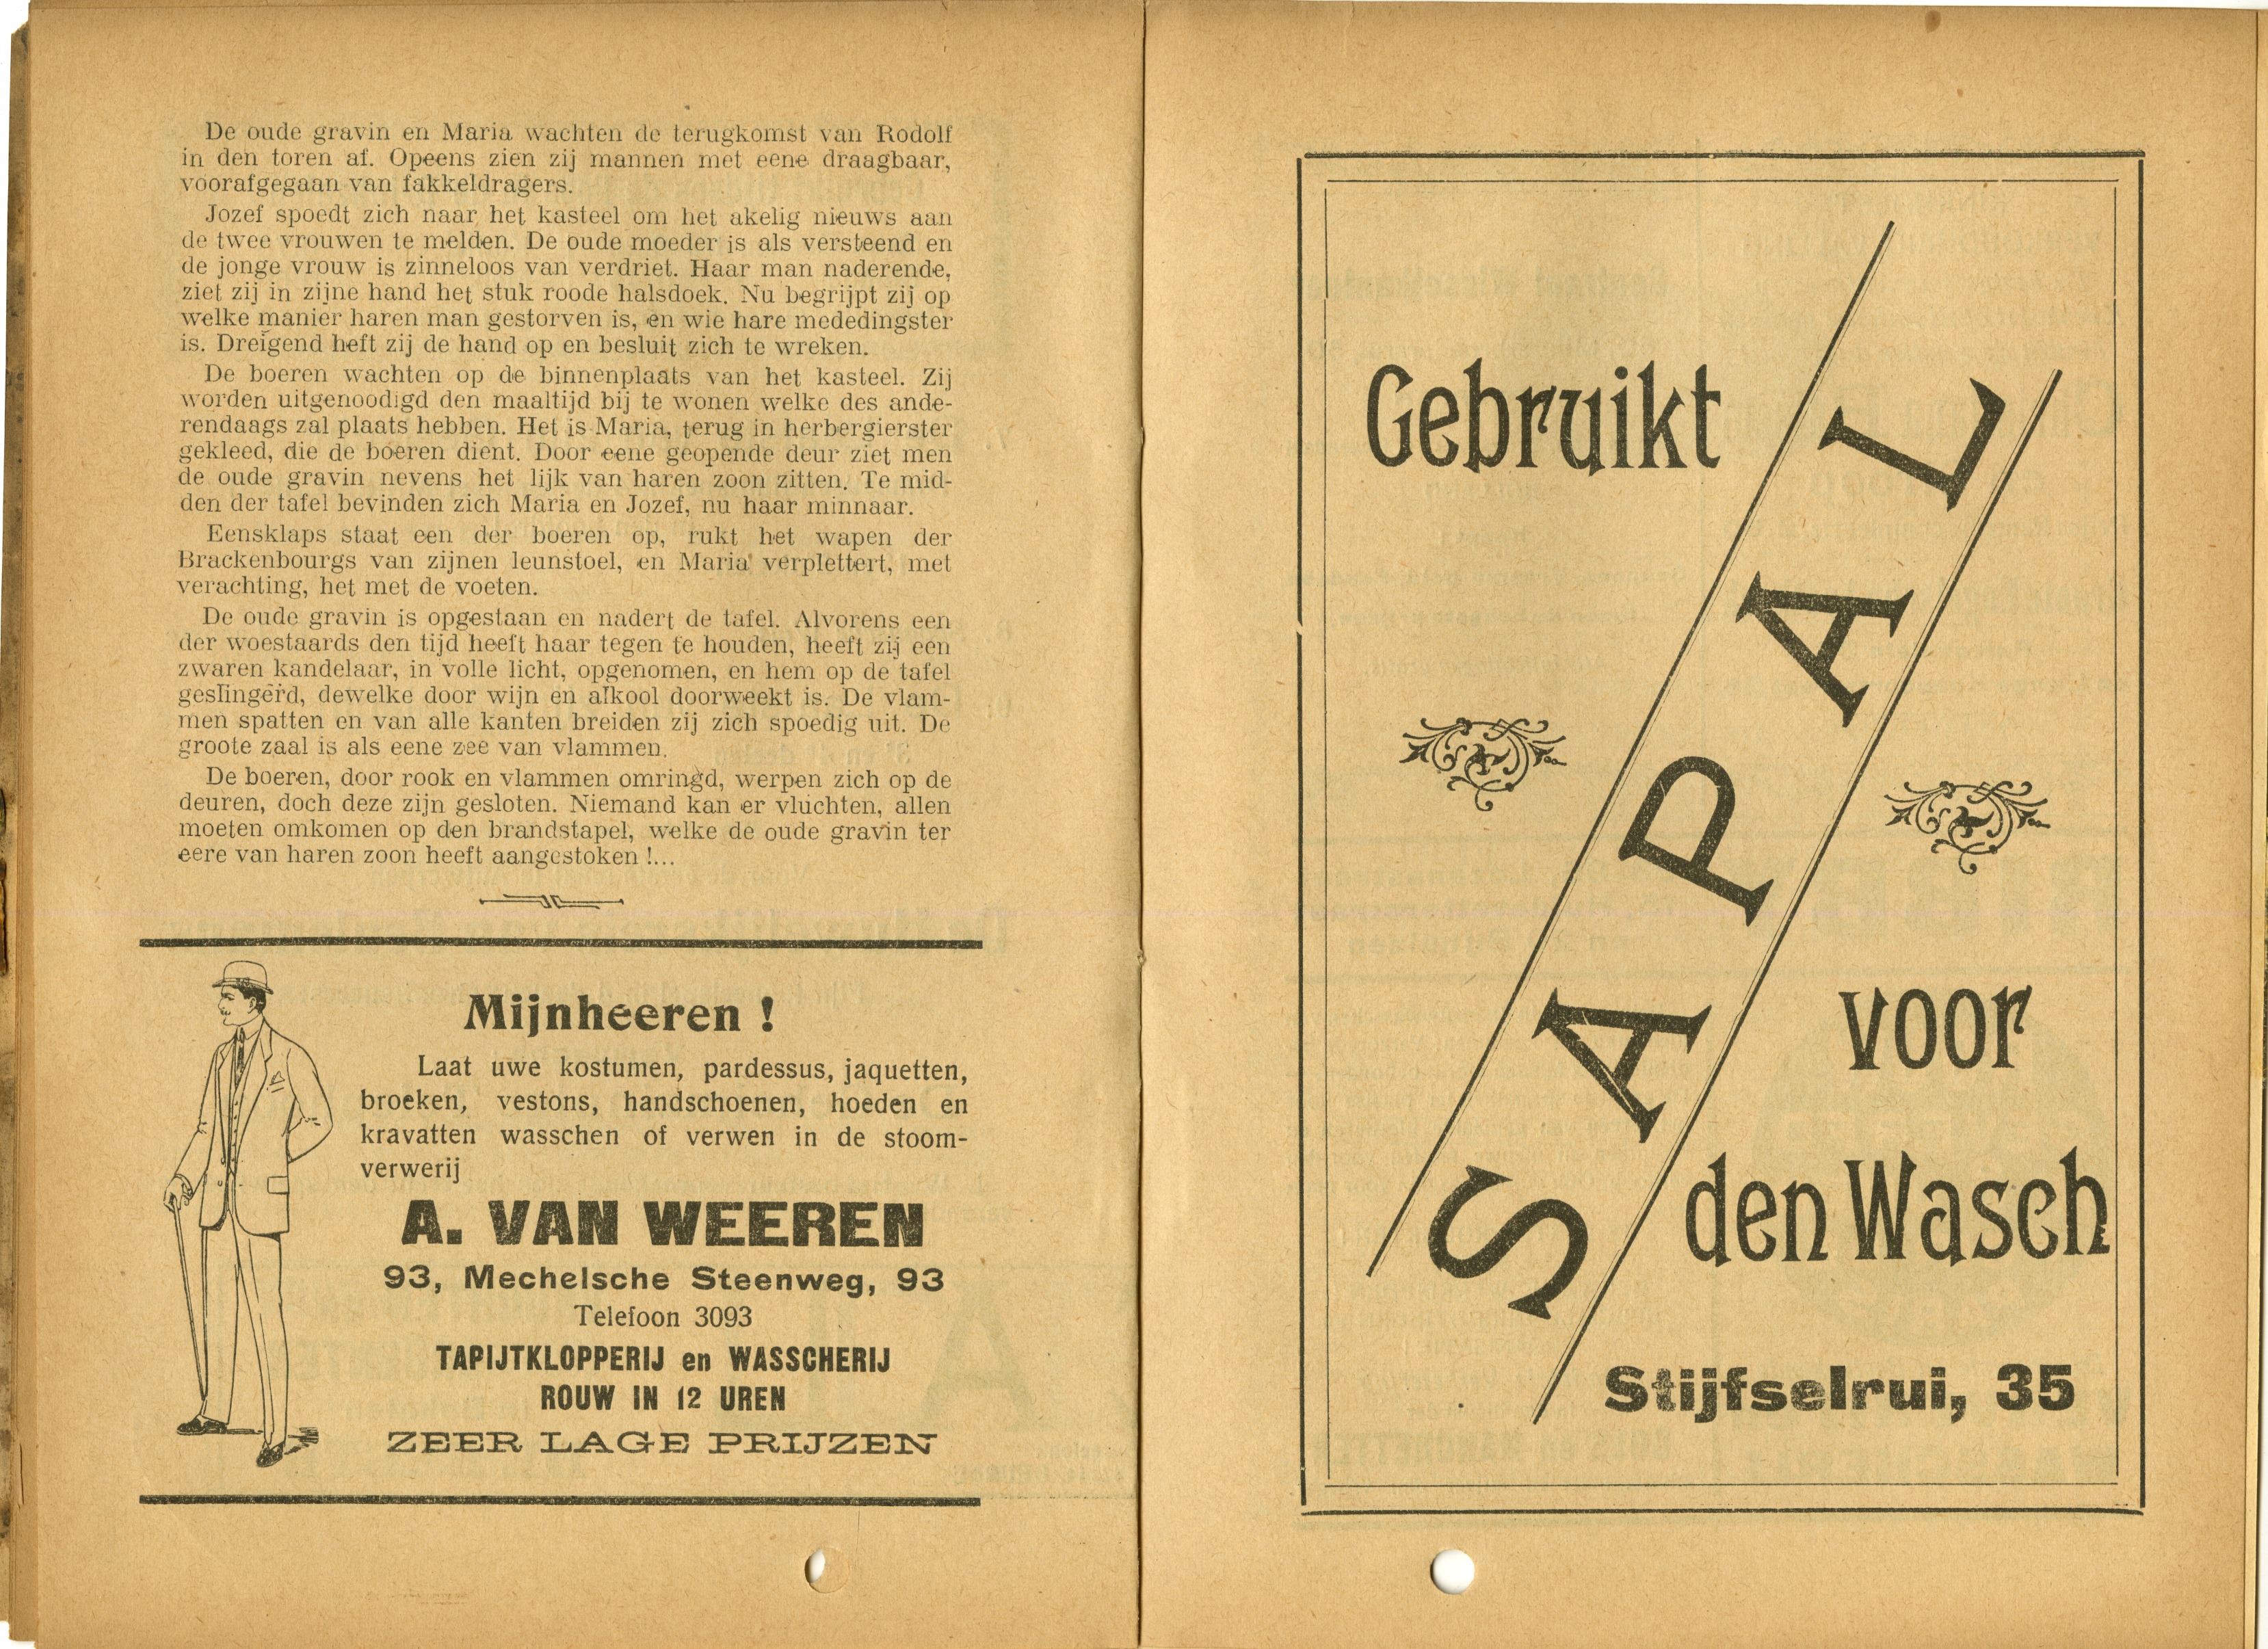 De oude gravin en Maria wachten de terugkomst van Rodolf
in den toren af. Opeens zien zij mannen met eene draagbaar,
voorafgegaan van fakkeldragers.
Jozef spoedt zich naar het kasteel om het akelig nieuws aan
de twee vrouwen te melden. De oude moeder is als versteend en
de jonge vrouw is zinneloos van verdriet. Haar man naderende,
ziet zij in zijne hand het stuk roode halsdoek. Nu begrijpt zij op
welke manier haren man gestorven is, en wie hare mededingster
is. Dreigend heft zij de hand op en besluit zich te wreken.
De boeren wachten op de binnenplaats van het kasteel. Zij
worden uitgenoodigd den maaltijd bij te wonen welke des ande-
rendaags zal plaats hebben. Het is Maria, terug in herbergierster
gekleed, die de boeren dient. Door eene geopende deur ziet men
de oude gravin nevens het lijk van haren zoon zitten. Te mid-
den der tafel bevinden zich Maria en Jozef, nu haar minnaar.
Eensklaps staat een der boeren op, rukt het wapen der
Brackenbourgs van zijnen leunstoel, en Maria verplettert, met
verachting, het met de voeten.
De oude gravin is opgestaan en nadert de tafel. Alvorens een
der woestaards den tijd heeft haar tegen te houden, heeft zij een
zwaren kandelaar, in volle licht, opgenomen, en hem op de tafel
geslingerd, dewelke door wijn en alkool doorweekt is. De vlam-
men spatten en van alle kanten breiden zij zich spoedig uit. De
groote zaal is als eene zee van vlammen.
De boeren, door rook en vlammen omringd, werpen zich op de
deuren, doch deze zijn gesloten. Niemand kan er vluchten, allen
moeten omkomen op den brandstapel, welke de oude gravin ter
eere van haren zoon heeft aangestoken !...
Mijnheeren !
Laat uwe kostumen, pardessus, jaquetten,
broeken, vestons, handschoenen, hoeden en
kravatten wasschen of verwen in de stoom-
verwerij
A. VAN WEEREN
93, Mechelsche Steenweg, 93
Telefoon 3093
TAPIJTKLOPPERIJ en WASSCHERIJ
ROUW IN 12 UREN
ZEER LAGE PRIJZEN
Gebruikt
SAPAL
voor
den Wasch
Stijfselrui, 35